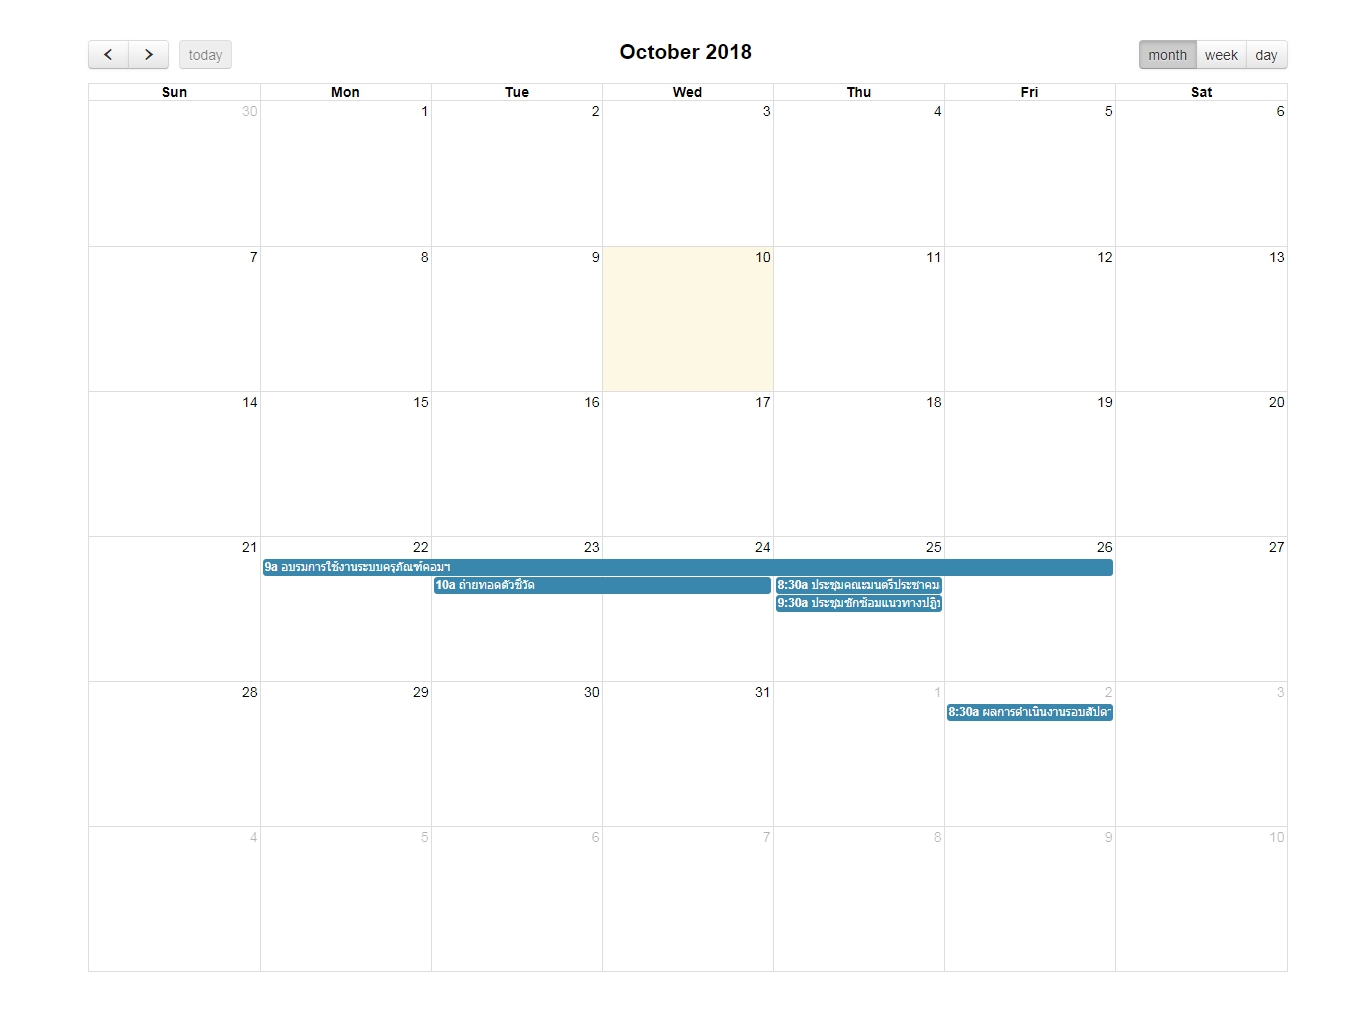 today
October 2018
month week day
Sun Mon Tue Wed Thu Fri Sat
30 1 2 3 4 5 6
7 8 9 10 11 12 13
14 15 16 17 18 19 20
21 22 23 24 25 26 27
9a อบรมการใช้งานระบบครุภัณฑ์คอมฯ
10a ถ่ายทอดตัวชี้วัด
8:30a ประชุมคณะมนตรีประชาคม
9:30a ประชุมซักซ้อมแนวทางปฏิ
28 29 30 31 1 2 3
8:30a ผลการดำเนินงานรอบสัปดา
4 5 6 7 8 9 10